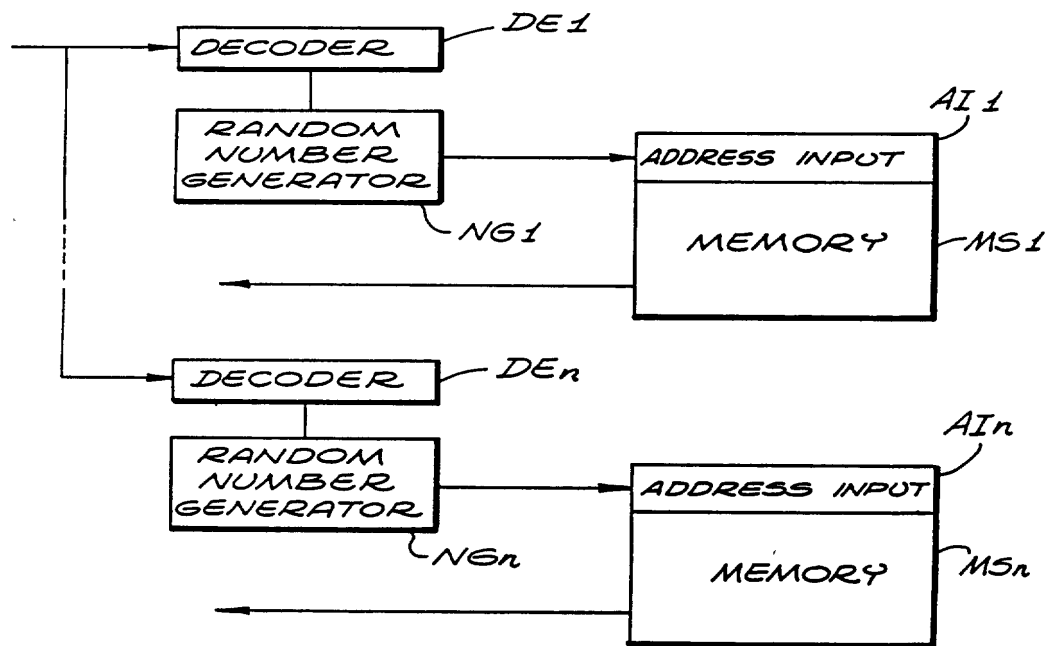 DECODER
DE1
RANDOM
NUMBER
GENERATOR
NG1
AI1
ADDRESS INPUT
MEMORY
MS1
DECODER
DEn
RANDOM
NUMBER
GENERATOR
NGn
AIn
ADDRESS INPUT
MEMORY
MSn